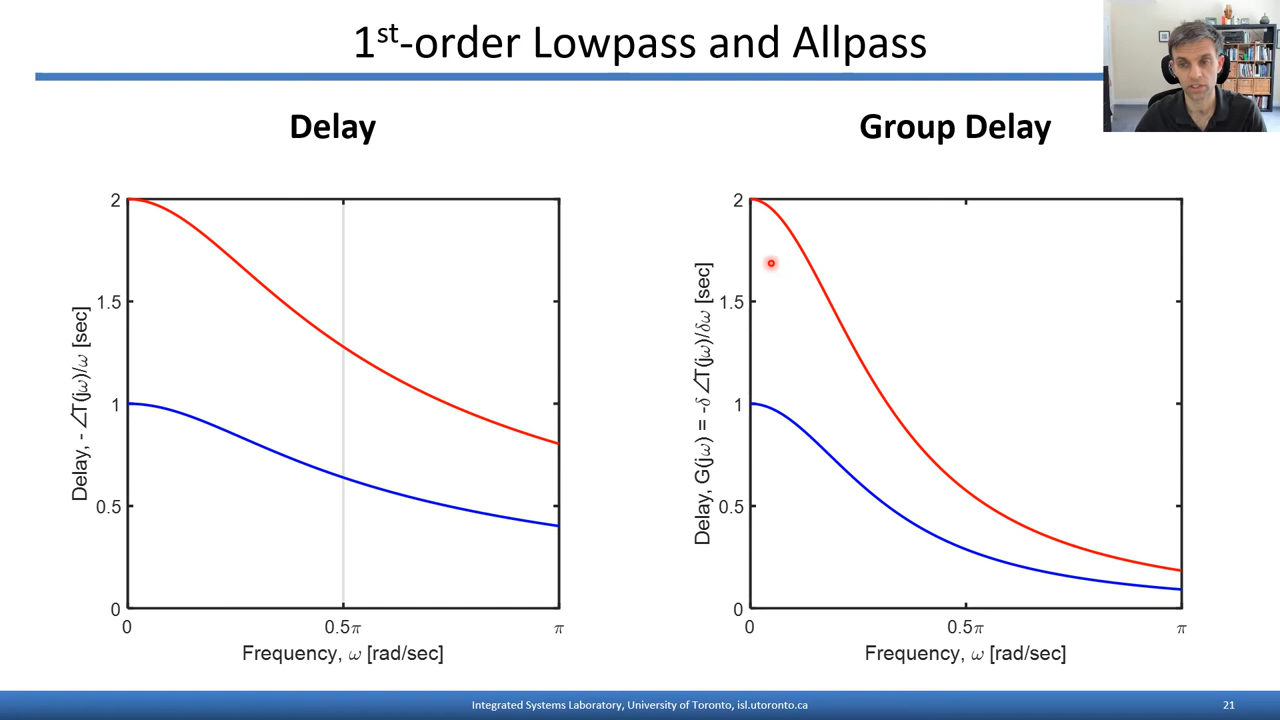 1st-order Lowpass and Allpass
Delay
Group Delay
Delay, - ∠T(jω)/ω [sec]
2
1.5
1
0.5
0
0
0.5π
π
Frequency, ω [rad/sec]
Delay, G(jω) = -δ ∠T(jω)/δω [sec]
2
1.5
1
0.5
0
0
0.5π
π
Frequency, ω [rad/sec]
Integrated Systems Laboratory, University of Toronto, isl.utoronto.ca
21